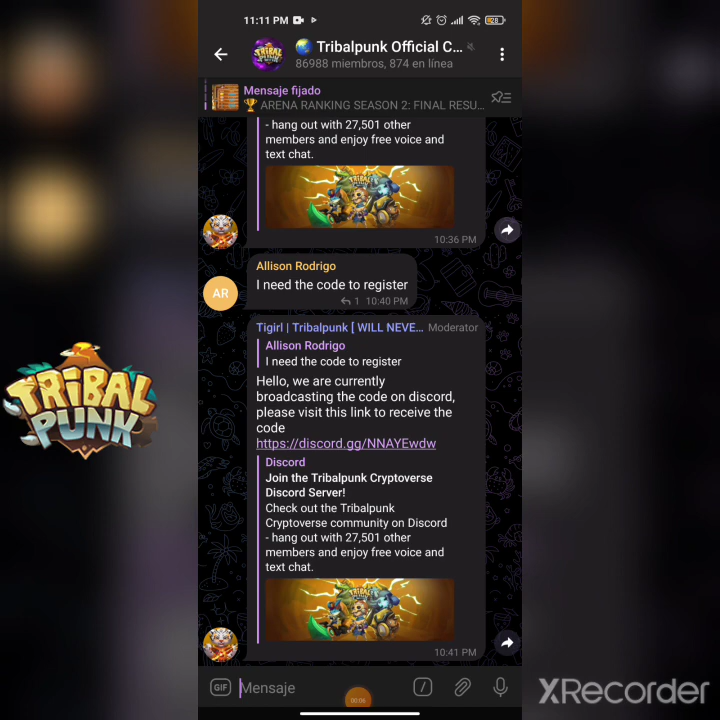 11:11 PM
28
Tribalpunk Official C...
86988 miembros, 874 en línea
Mensaje fijado
🏆 ARENA RANKING SEASON 2: FINAL RESU...
- hang out with 27,501 other
members and enjoy free voice and
text chat.
TRIBAL PUNK
10:36 PM
Allison Rodrigo
I need the code to register
AR
1 10:40 PM
Tigirl | Tribalpunk [ WILL NEVE... Moderator
Allison Rodrigo
I need the code to register
Hello, we are currently
broadcasting the code on discord,
please visit this link to receive the
code
https://discord.gg/NNAYEwdw
Discord
Join the Tribalpunk Cryptoverse
Discord Server!
Check out the Tribalpunk
Cryptoverse community on Discord
- hang out with 27,501 other
members and enjoy free voice and
text chat.
10:41 PM
GIF
Mensaje
00:06
XRecorder